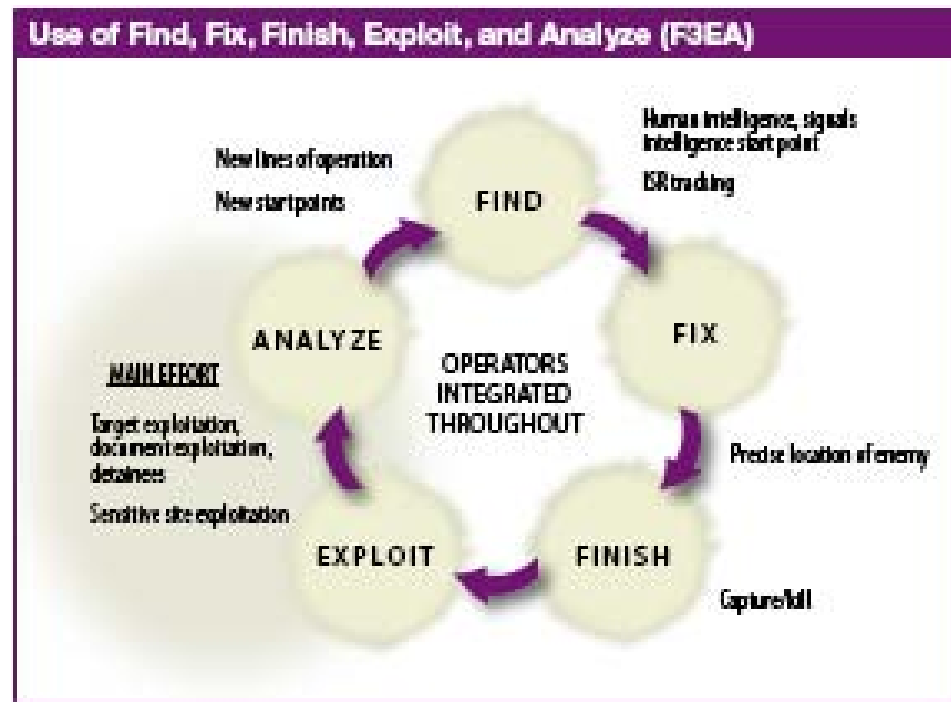 Use of Find, Fix, Finish, Exploit, and Analyze (F3EA)
New lines of operation
New start points
FIND
Human intelligence, signals
intelligence start point
ISR tracking
ANALYZE
FIX
OPERATORS
INTEGRATED
THROUGHOUT
MAIN EFFORT
Target exploitation,
document exploitation,
detainees
Sensitive site exploitation
Precise location of enemy
EXPLOIT
FINISH
Capture/kill